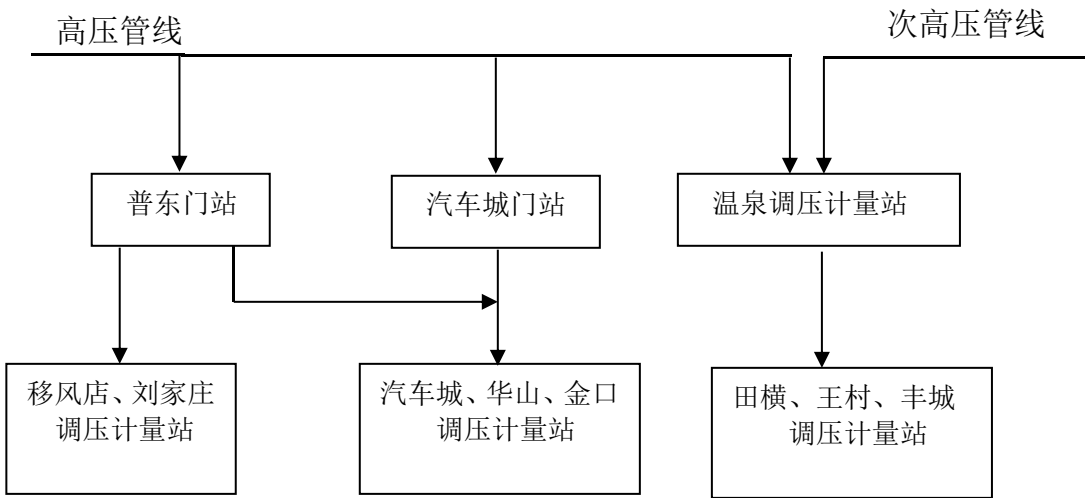 高压管线
次高压管线
普东门站
汽车城门站
温泉调压计量站
移风店、刘家庄
调压计量站
汽车城、华山、金口
调压计量站
田横、王村、丰城
调压计量站